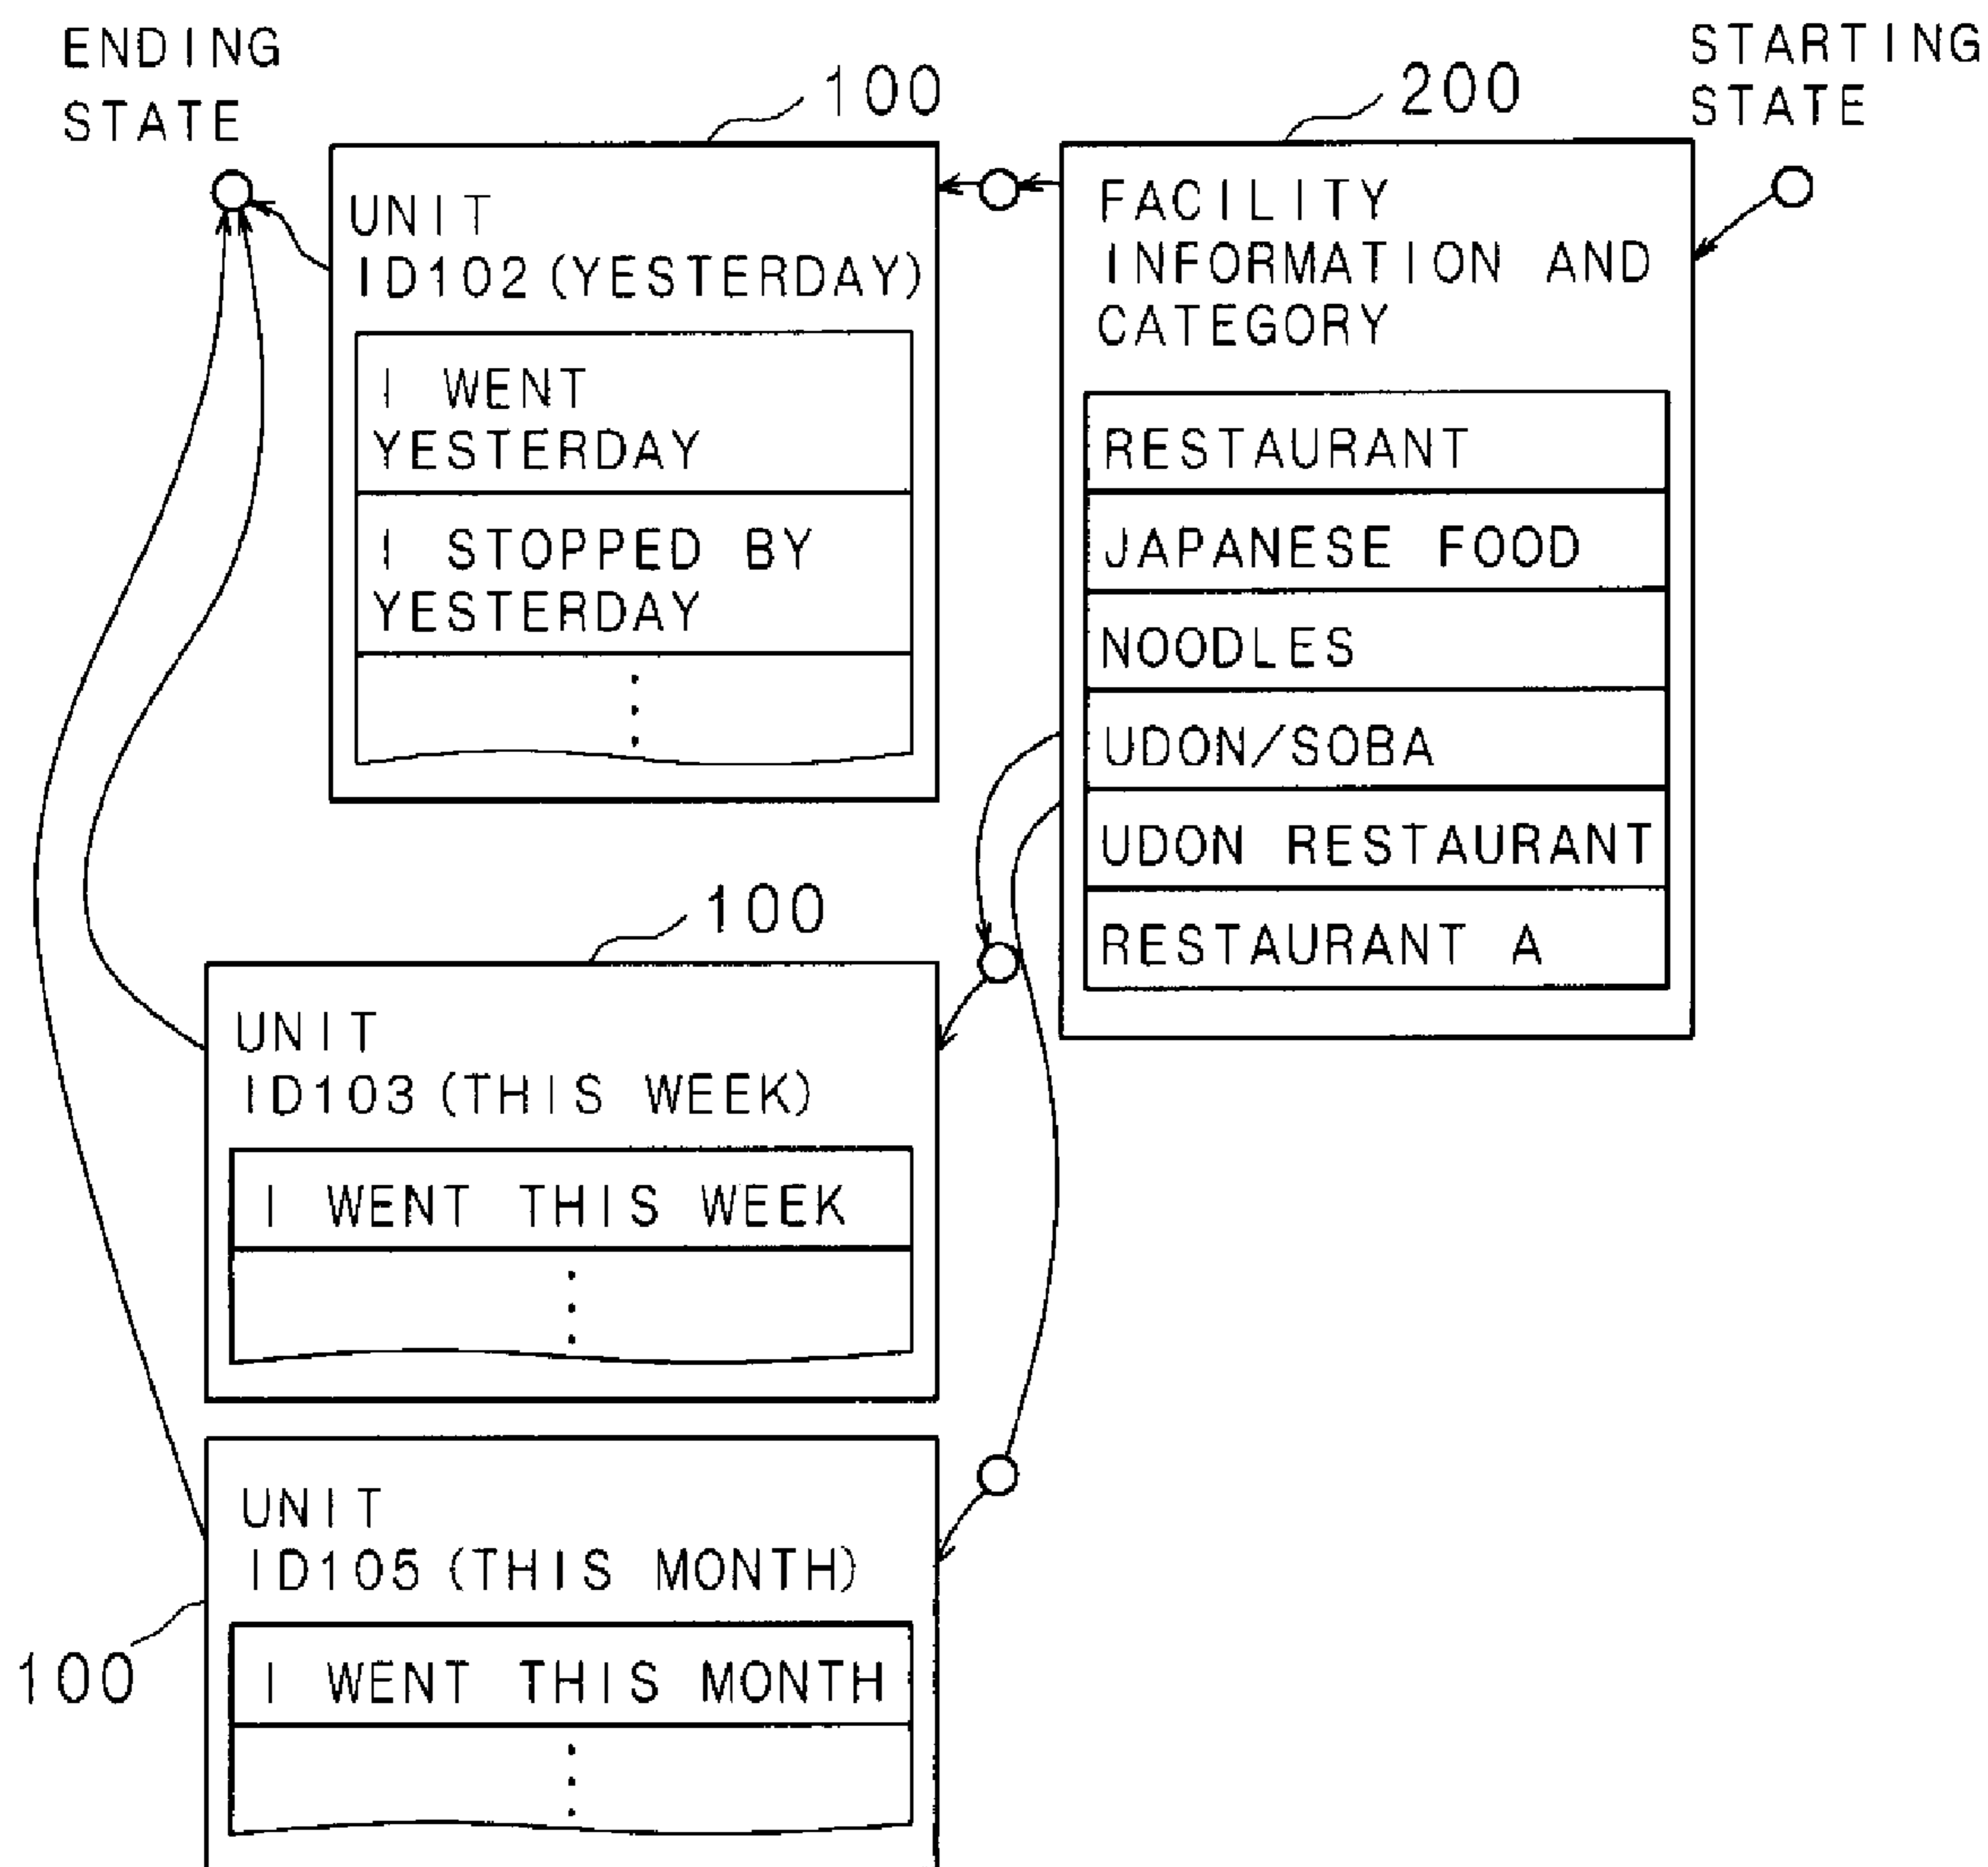 ENDING
STATE
100
200
STARTING
STATE
UNIT
ID102(YESTERDAY)
I WENT
YESTERDAY
I STOPPED BY
YESTERDAY
FACILITY
INFORMATION AND
CATEGORY
RESTAURANT
JAPANESE FOOD
NOODLES
UDON/SOBA
UDON RESTAURANT
RESTAURANT A
100
UNIT
ID103(THIS WEEK)
I WENT THIS WEEK
UNIT
ID105(THIS MONTH)
100
I WENT THIS MONTH